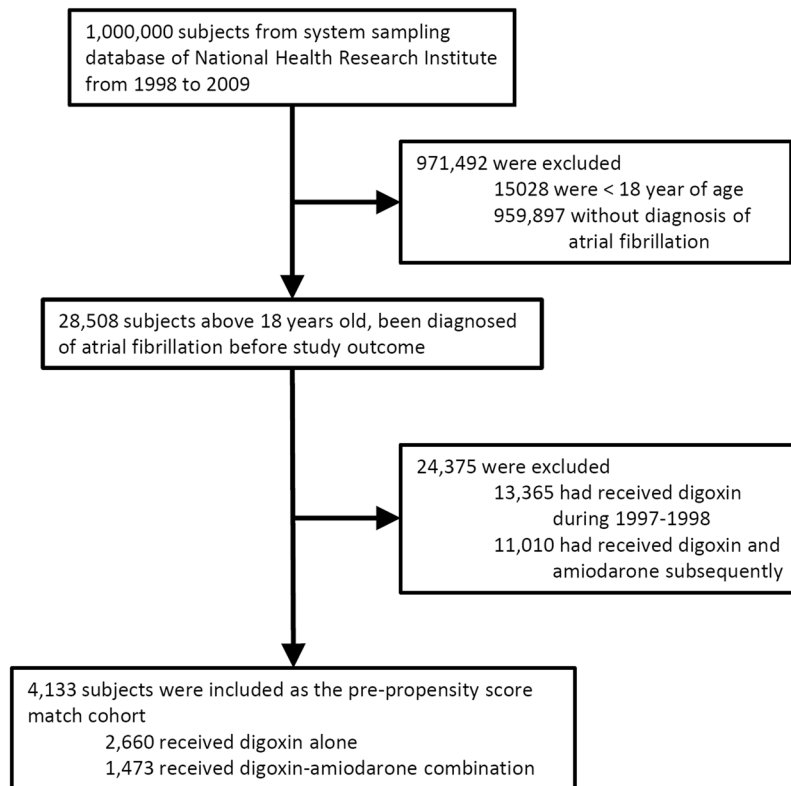 1,000,000 subjects from system sampling
database of National Health Research Institute
from 1998 to 2009
971,492 were excluded
15028 were < 18 year of age
959,897 without diagnosis of
atrial fibrillation
28,508 subjects above 18 years old, been diagnosed
of atrial fibrillation before study outcome
24,375 were excluded
13,365 had received digoxin
during 1997-1998
11,010 had received digoxin and
amiodarone subsequently
4,133 subjects were included as the pre-propensity score
match cohort
2,660 received digoxin alone
1,473 received digoxin-amiodarone combination